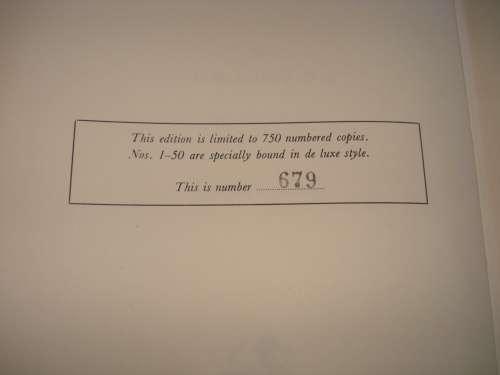 This edition is limited to 750 numbered copies.
Nos. 1–50 are specially bound in de luxe style.
This is number 679